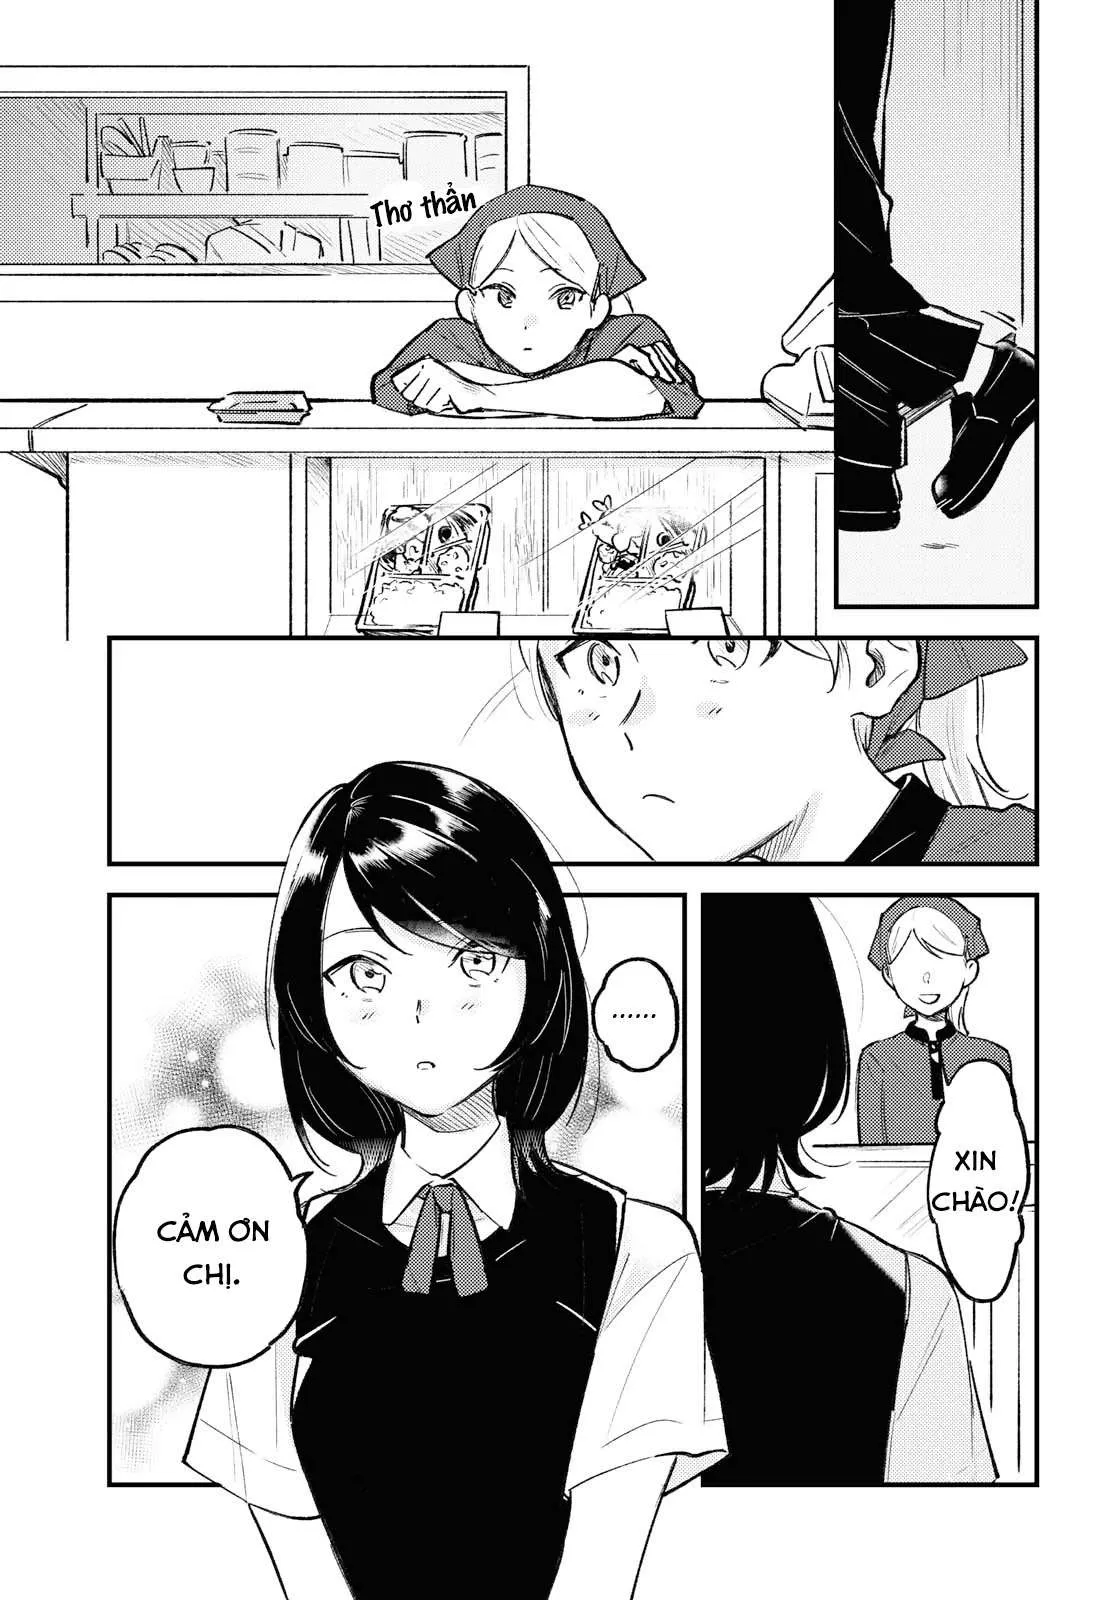 Thơ thẩn
XIN
CHÀO!
......
CẢM ƠN
CHỊ.